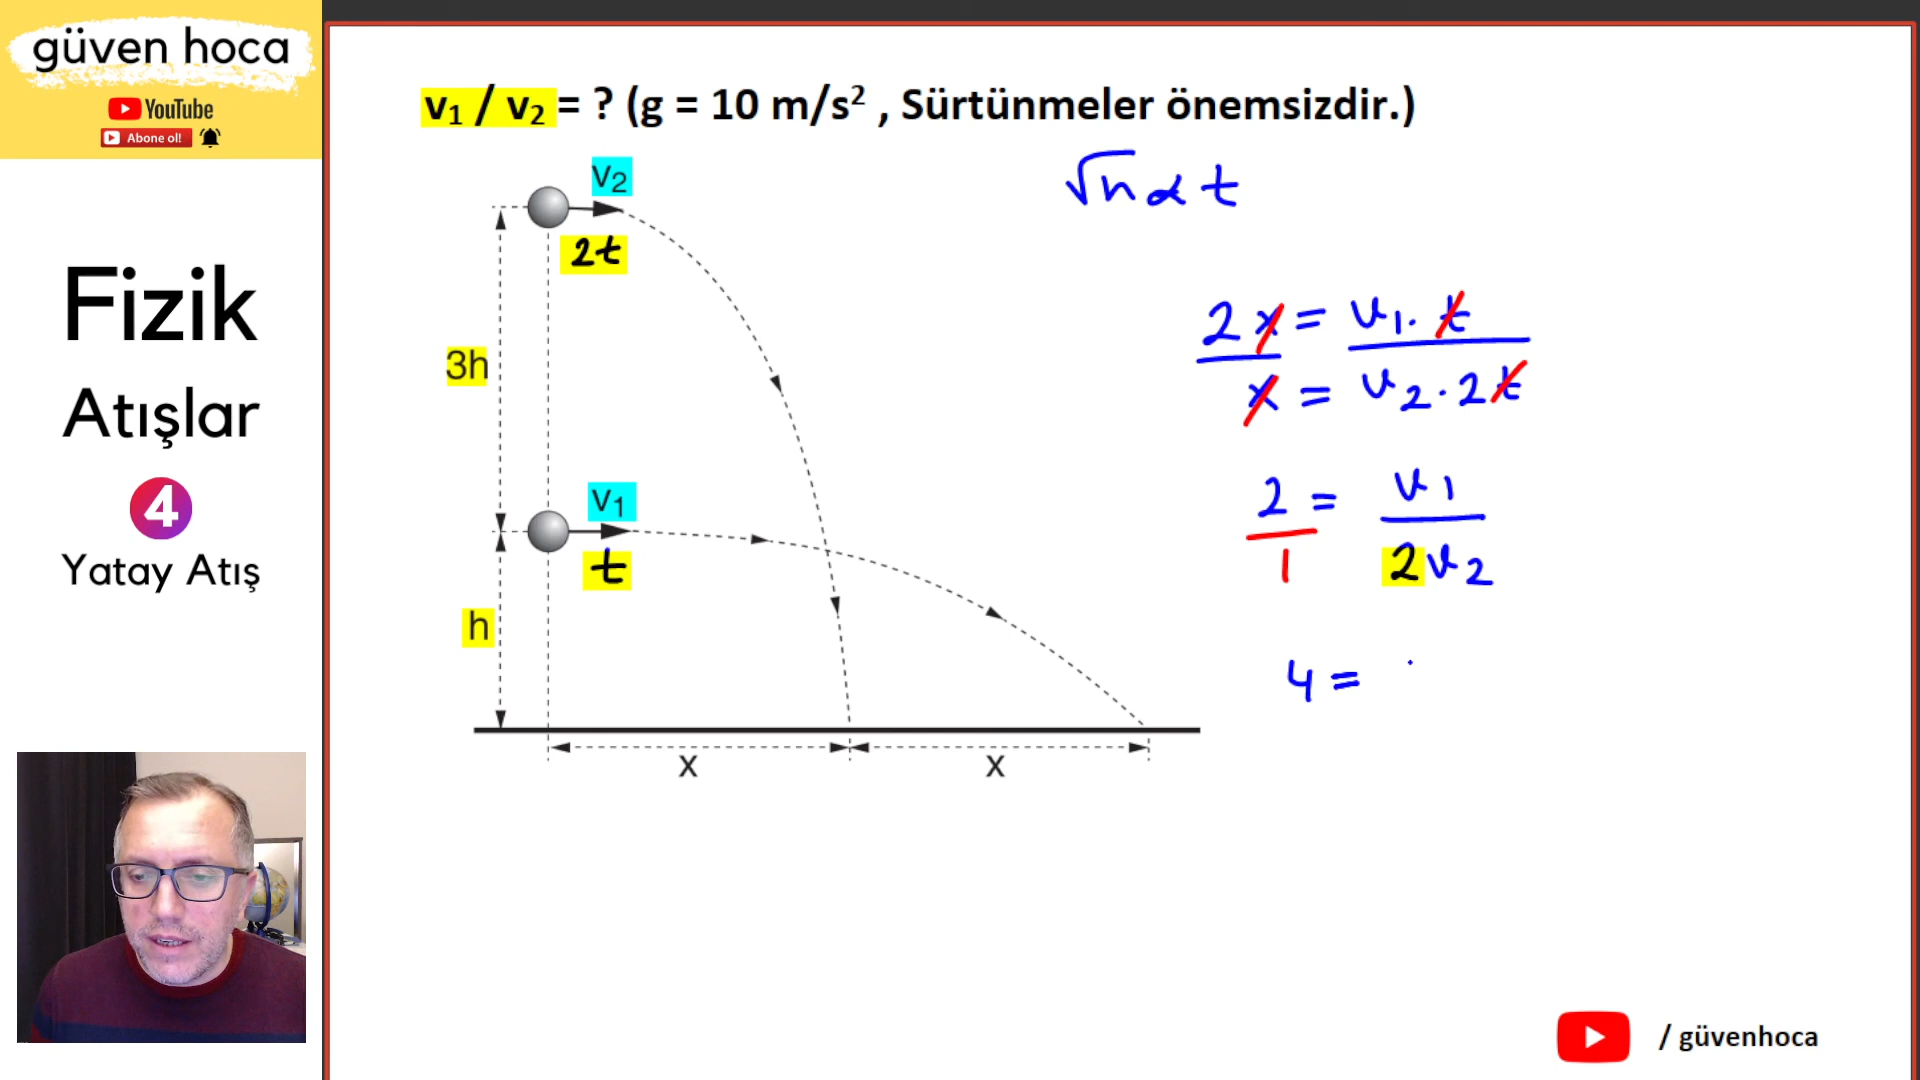 güven hoca
YouTube
Abone ol!
Fizik
Atışlar
4
Yatay Atış
v₁ / v₂ = ? (g = 10 m/s² , Sürtünmeler önemsizdir.)
√h α t
v₂
2t
3h
v₁
t
h
x
x
2x = v₁ . t
x = v₂ . 2t
2 = v₁
1 2v₂
4 =
/ güvenhoca